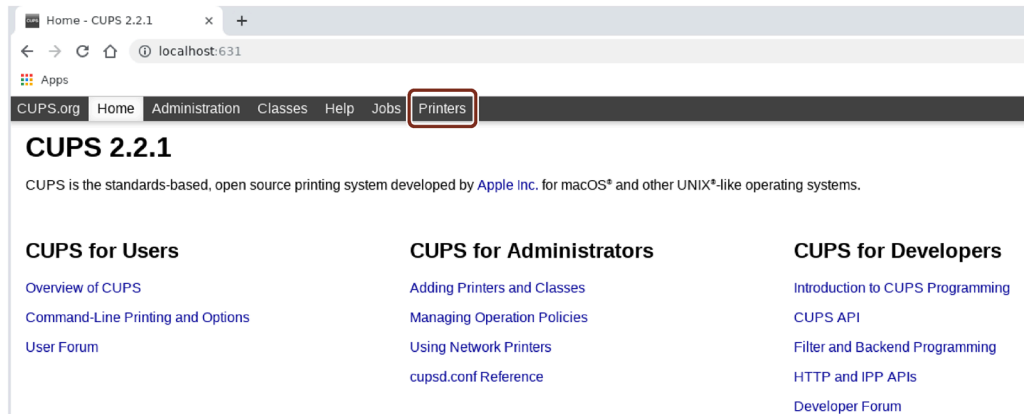 CUPS Home - CUPS 2.2.1 × +
localhost:631
Apps
CUPS.org Home Administration Classes Help Jobs Printers
CUPS 2.2.1
CUPS is the standards-based, open source printing system developed by Apple Inc. for macOS® and other UNIX®-like operating systems.
CUPS for Users
Overview of CUPS
Command-Line Printing and Options
User Forum
CUPS for Administrators
Adding Printers and Classes
Managing Operation Policies
Using Network Printers
cupsd.conf Reference
CUPS for Developers
Introduction to CUPS Programming
CUPS API
Filter and Backend Programming
HTTP and IPP APIs
Developer Forum